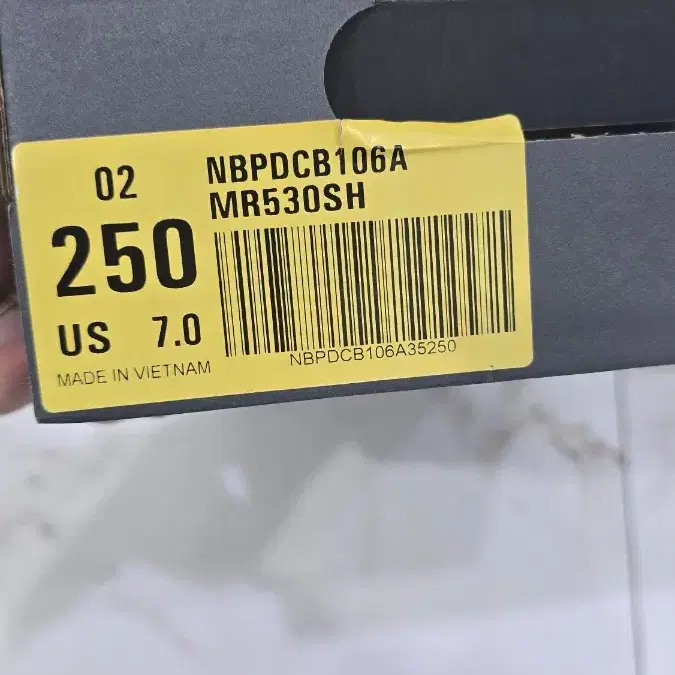 02
250
US 7.0
MADE IN VIETNAM
NBPDCB106A
MR530SH
NBPDCB106A35250